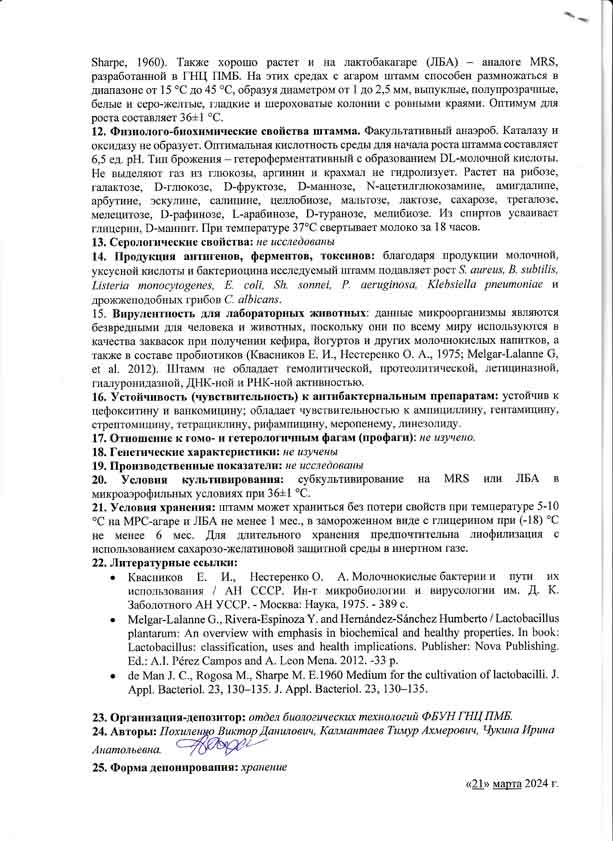 Sharpe, 1960). Также хорошо растет и на лактобакагаре (ЛБА) – аналоге MRS,
разработанной в ГНЦ ПМБ. На этих средах с агаром штамм способен размножаться в
диапазоне от 15 °C до 45 °C, образуя диаметром от 1 до 2,5 мм, выпуклые, полупрозрачные,
белые и серо-желтые, гладкие и шероховатые колонии с ровными краями. Оптимум для
роста составляет 36±1 °C.
12. Физиолого-биохимические свойства штамма. Факультативный анаэроб. Каталазу и
оксидазу не образует. Оптимальная кислотность среды для начала роста штамма составляет
6,5 ед. pH. Тип брожения – гетероферментативный с образованием DL-молочной кислоты.
Не выделяют газ из глюкозы, аргинин и крахмал не гидролизует. Растет на рибозе,
галактозе, D-глюкозе, D-фруктозе, D-маннозе, N-ацетилглюкозамине, амигдалине,
арбутине, эскулине, салицине, целлобиозе, мальтозе, лактозе, сахарозе, трегалозе,
мелецитозе, D-рафинозе, L-арабинозе, D-туранозе, мелибиозе. Из спиртов усваивает
глицерин, D-маннит. При температуре 37°C свертывает молоко за 18 часов.
13. Серологические свойства: не исследованы
14. Продукция антигенов, ферментов, токсинов: благодаря продукции молочной,
уксусной кислоты и бактериоцина исследуемый штамм подавляет рост S. aureus, B. subtilis,
Listeria monocytogenes, E. coli, Sh. sonnei, P. aeruginosa, Klebsiella pneumoniae и
дрожжеподобных грибов C. albicans.
15. Вирулентность для лабораторных животных: данные микроорганизмы являются
безвредными для человека и животных, поскольку они по всему миру используются в
качества заквасок при получении кефира, йогуртов и других молочнокислых напитков, а
также в составе пробиотиков (Квасников Е. И., Нестеренко О. А., 1975; Melgar-Lalanne G,
et al. 2012). Штамм не обладает гемолитической, протеолитической, летициназной,
гиалуронидазной, ДНК-ной и РНК-ной активностью.
16. Устойчивость (чувствительность) к антибактериальным препаратам: устойчив к
цефокситину и ванкомицину; обладает чувствительностью к ампициллину, гентамицину,
стрептомицину, тетрациклину, рифампицину, меропенему, линезолиду.
17. Отношение к гомо- и гетерологичным фагам (профаги): не изучено.
18. Генетические характеристики: не изучены
19. Производственные показатели: не исследованы
20. Условия культивирования: субкультивирование на MRS или ЛБА в
микроаэрофильных условиях при 36±1 °C.
21. Условия хранения: штамм может храниться без потери свойств при температуре 5-10
°C на МРС-агаре и ЛБА не менее 1 мес., в замороженном виде с глицерином при (-18) °C
не менее 6 мес. Для длительного хранения предпочтительна лиофилизация с
использованием сахарозо-желатиновой защитной среды в инертном газе.
22. Литературные ссылки:
• Квасников Е. И., Нестеренко О. А. Молочнокислые бактерии и пути их
использования / АН СССР. Ин-т микробиологии и вирусологии им. Д. К.
Заболотного АН УССР. - Москва: Наука, 1975. - 389 с.
• Melgar-Lalanne G., Rivera-Espinoza Y. and Hernández-Sánchez Humberto / Lactobacillus
plantarum: An overview with emphasis in biochemical and healthy properties. In book:
Lactobacillus: classification, uses and health implications. Publisher: Nova Publishing.
Ed.: A.I. Pérez Campos and A. Leon Mena. 2012. -33 p.
• de Man J. C., Rogosa M., Sharpe M. E.1960 Medium for the cultivation of lactobacilli. J.
Appl. Bacteriol. 23, 130–135. J. Appl. Bacteriol. 23, 130–135.
23. Организация-депозитор: отдел биологических технологий ФБУН ГНЦ ПМБ.
24. Авторы: Похиленко Виктор Данилович, Калмантаев Тимур Ахмерович, Чукина Ирина
Анатольевна.
25. Форма депонирования: хранение
«21» марта 2024 г.